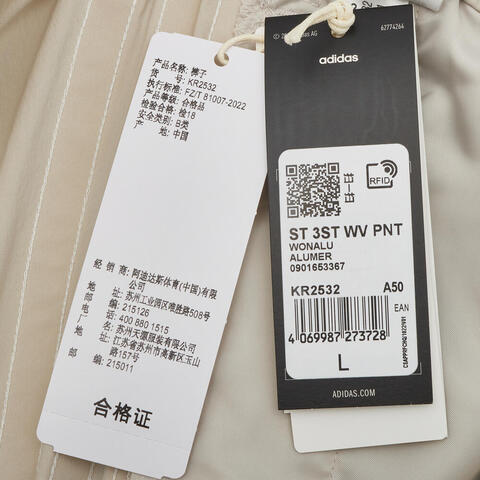 产品名称: 裤子
货 号: KR2532
执行标准: FZ/T 81007-2022
产品等级: 合格品
检验合格: 检18
安全类别: B类
产 地: 中国
经 销 商: 阿迪达斯体育(中国)有限公司
地 址: 苏州工业园区唯胜路508号
邮 编: 215126
电 话: 400 880 1515
厂 名: 苏州天源服装有限公司
地 址: 江苏省苏州市高新区玉山路157号
邮 编: 215011
合格证
adidas AG
62774264
adidas
RFID
ST 3ST WV PNT
WONALU
ALUMER
0901653367
KR2532 A50
EAN
4 069987 273728
L
ADIDAS.COM